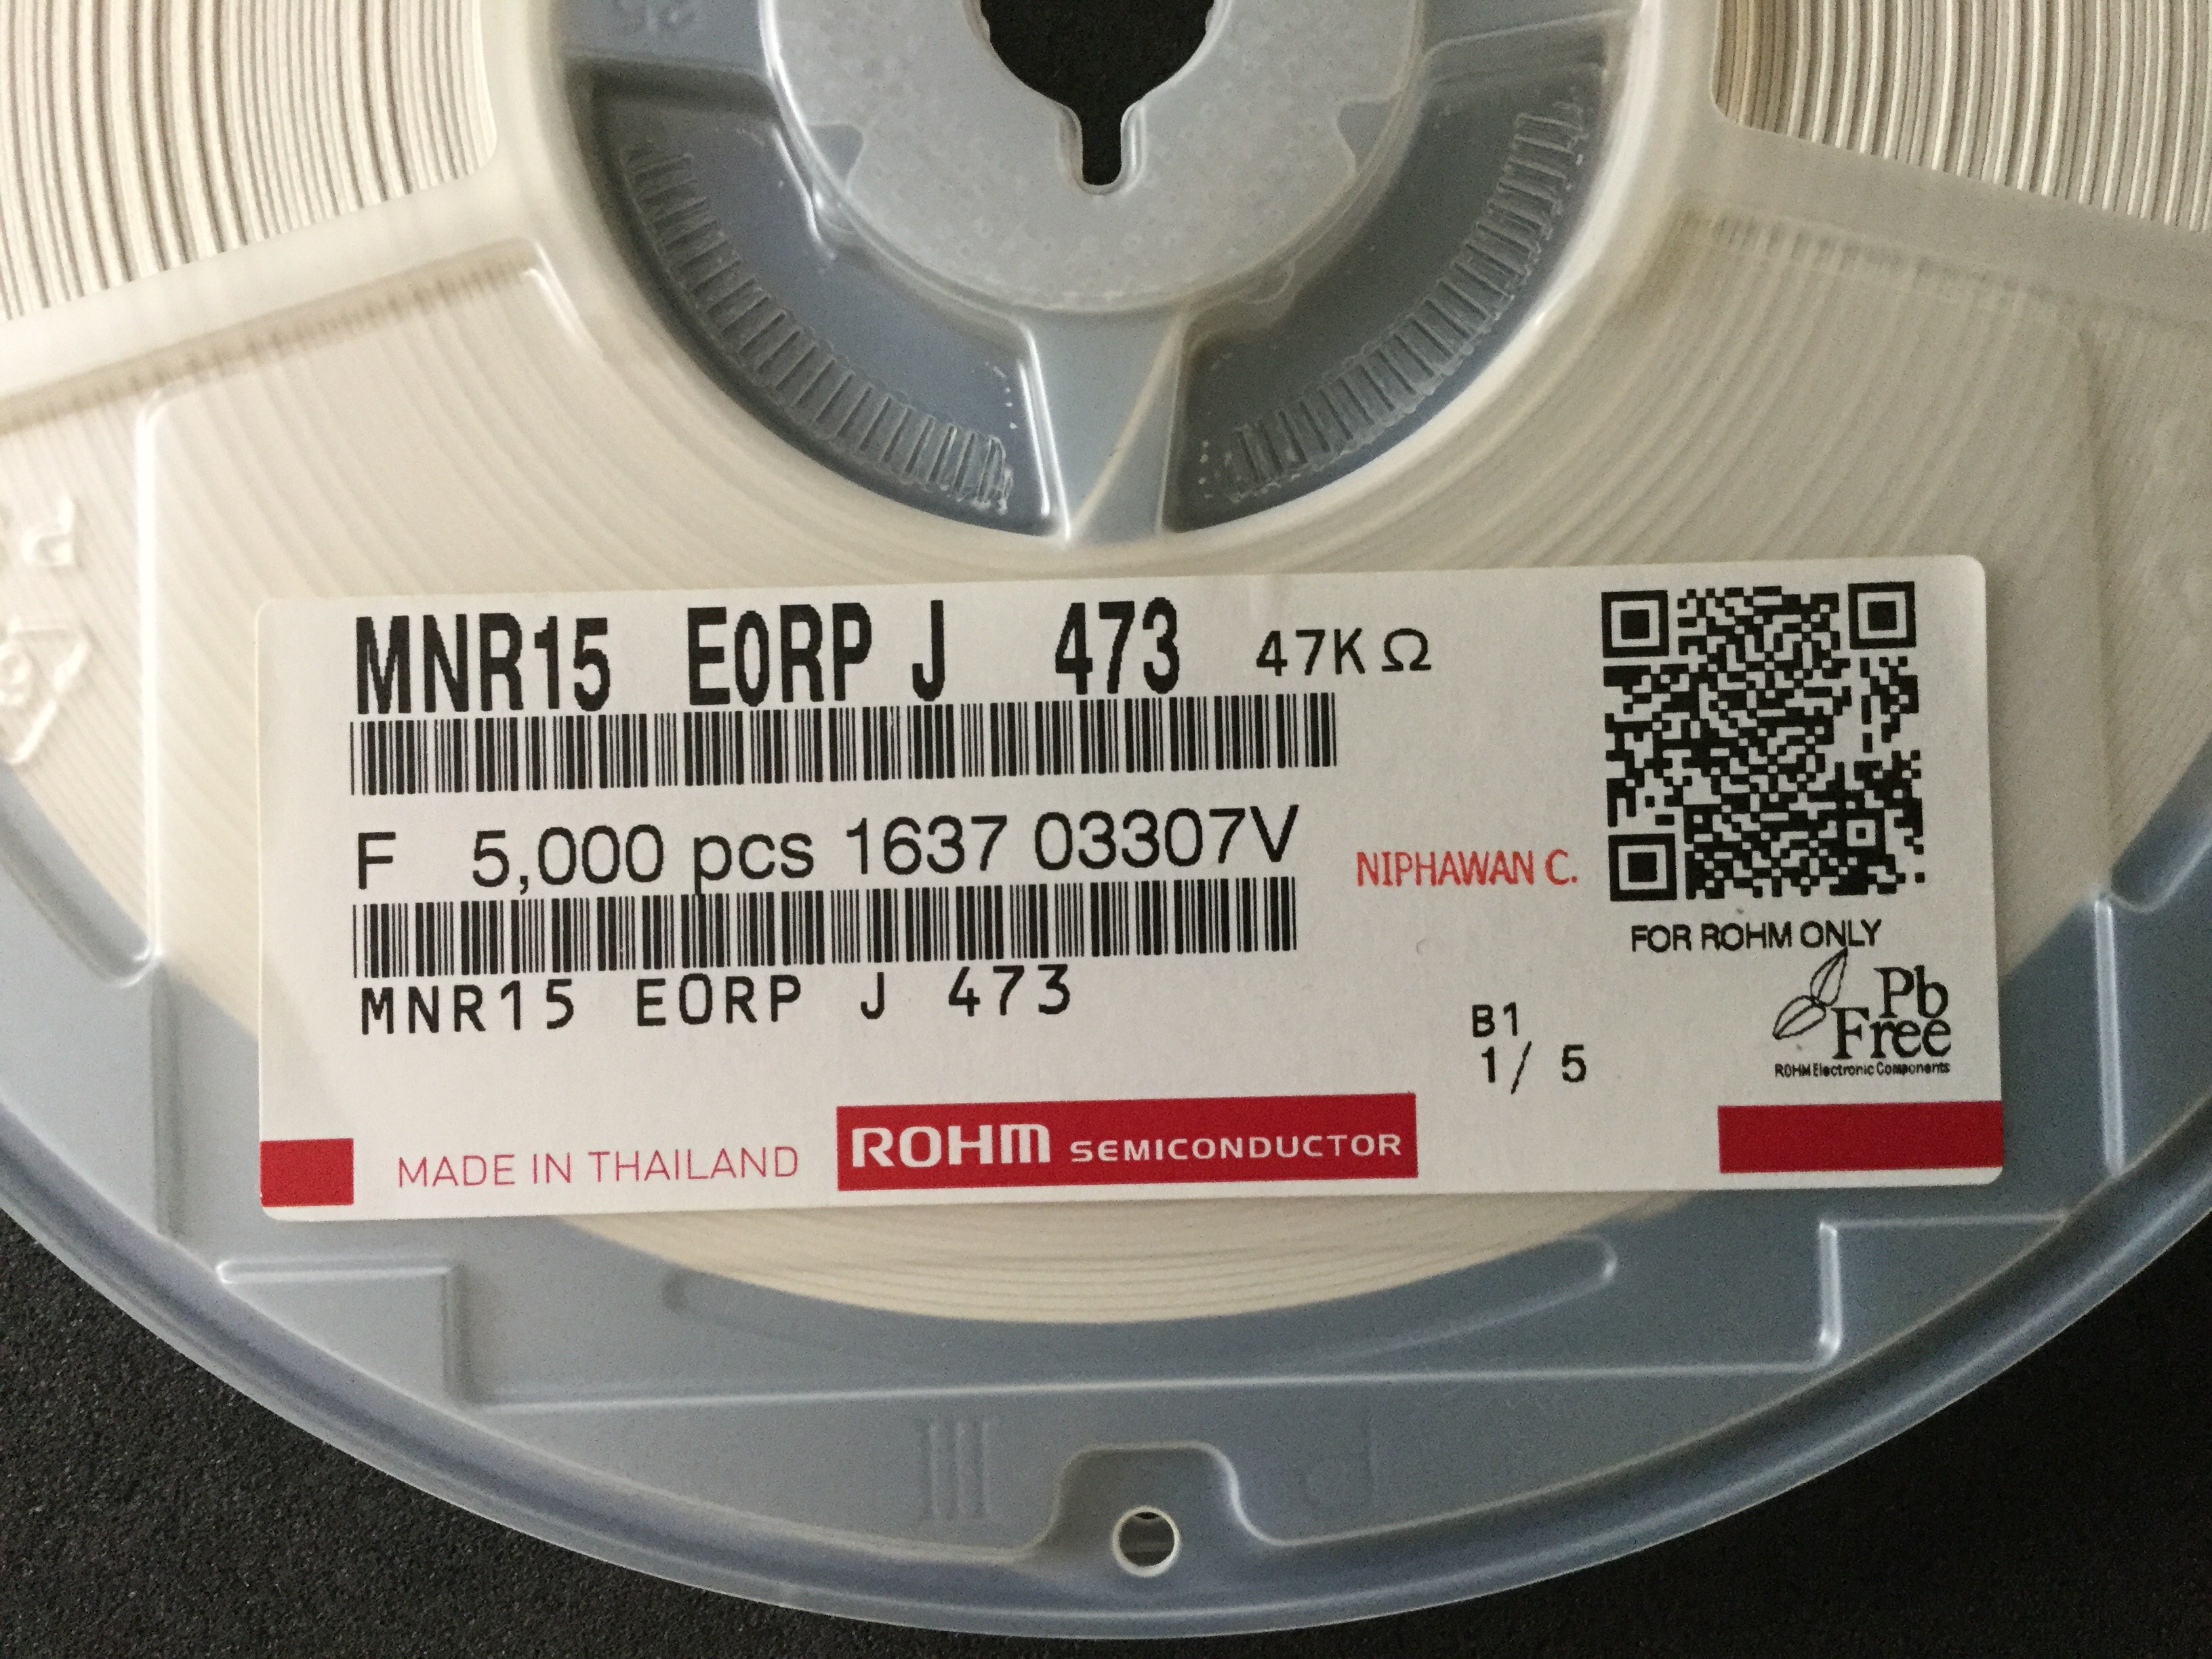 MNR15 E0RP J 473 47KΩ
F 5,000 pcs 1637 03307V
NIPHAWAN C.
FOR ROHM ONLY
MNR15 E0RP J 473
B1
1/ 5
Pb
Free
ROHM Electronic Components
MADE IN THAILAND
ROHM SEMICONDUCTOR